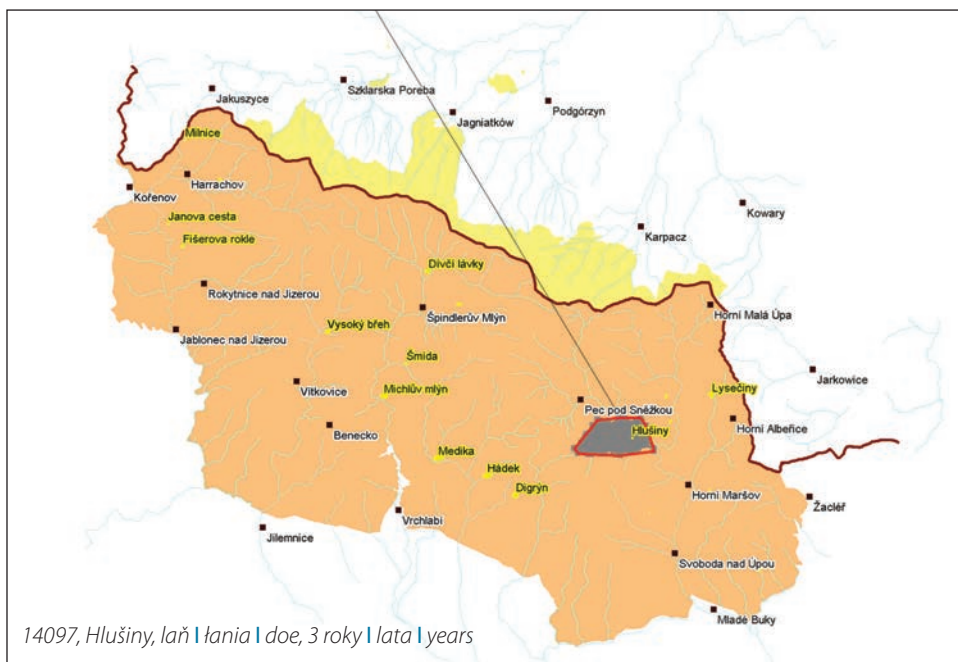 Szklarska Poreba
Jakuszyce
Podgórzyn
Jagniatków
Milnice
Harrachov
Kořenov
Kowary
Janova cesta
Karpacz
Fišerova rokle
Dívčí lávky
Rokytnice nad Jizerou
Špindlerův Mlýn
Horní Malá Úpa
Vysoký břeh
Jablonec nad Jizerou
Šmída
Jarkowice
Vítkovice
Michlův mlýn
Lysečiny
Pec pod Sněžkou
Horní Albeřice
Benecko
Hlušiny
Medika
Hádek
Digrýn
Horní Maršov
Žacléř
Vrchlabí
Jilemnice
Svoboda nad Úpou
Mladé Buky
14097, Hlušiny, laň | łania | doe, 3 roky | lata | years